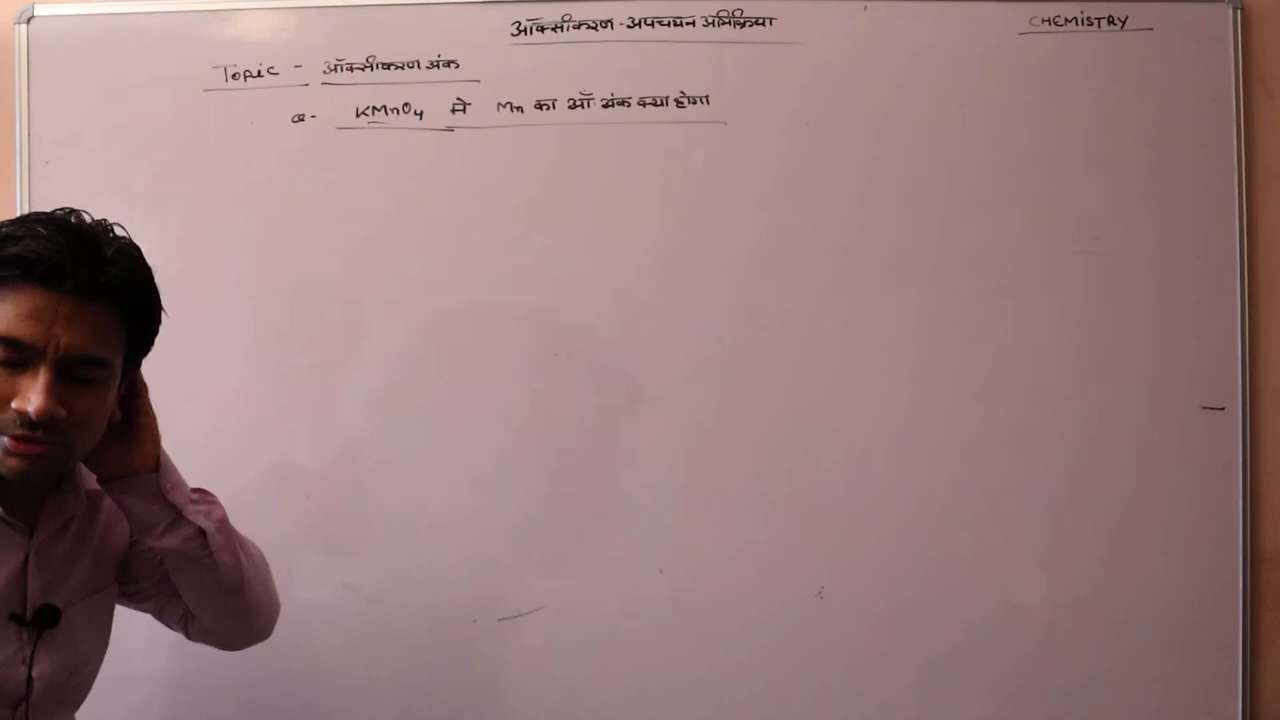 ऑक्सीकरण-अपचयन अभिक्रिया
CHEMISTRY
Topic - ऑक्सीकरण अंक
Q- KMnO4 मे Mn का ऑ॰ अंक क्या होगा